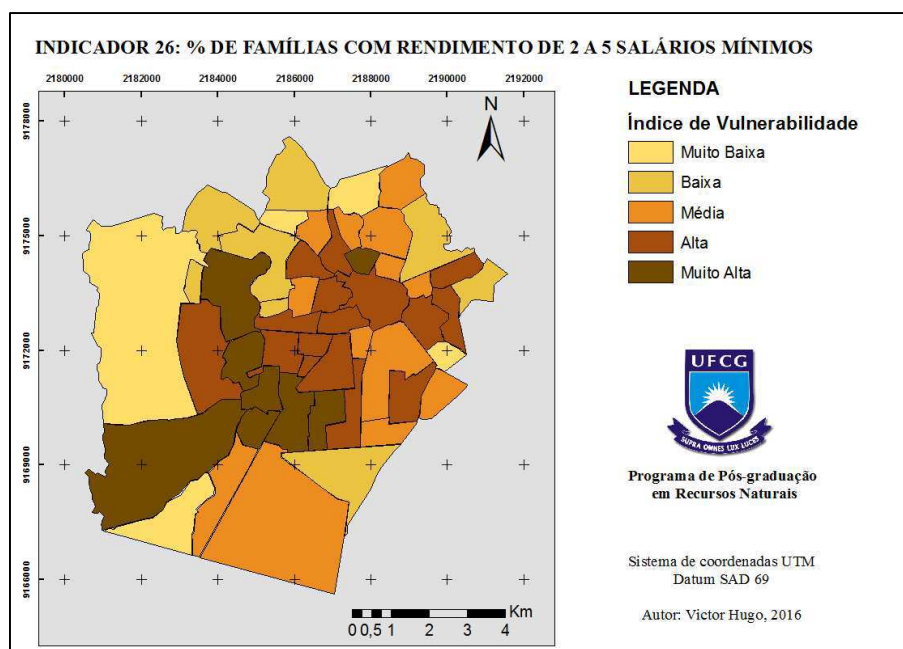 INDICADOR 26: % DE FAMÍLIAS COM RENDIMENTO DE 2 A 5 SALÁRIOS MÍNIMOS
2180000 2182000 2184000 2186000 2188000 2190000 2192000
9178000
9175000
9172000
9169000
9166000
N
Km
0 0,5 1 2 3 4
LEGENDA
Índice de Vulnerabilidade
Muito Baixa
Baixa
Média
Alta
Muito Alta
UFCG
SUPRA OMNES LUX LUCES
Programa de Pós-graduação
em Recursos Naturais
Sistema de coordenadas UTM
Datum SAD 69
Autor: Victor Hugo, 2016